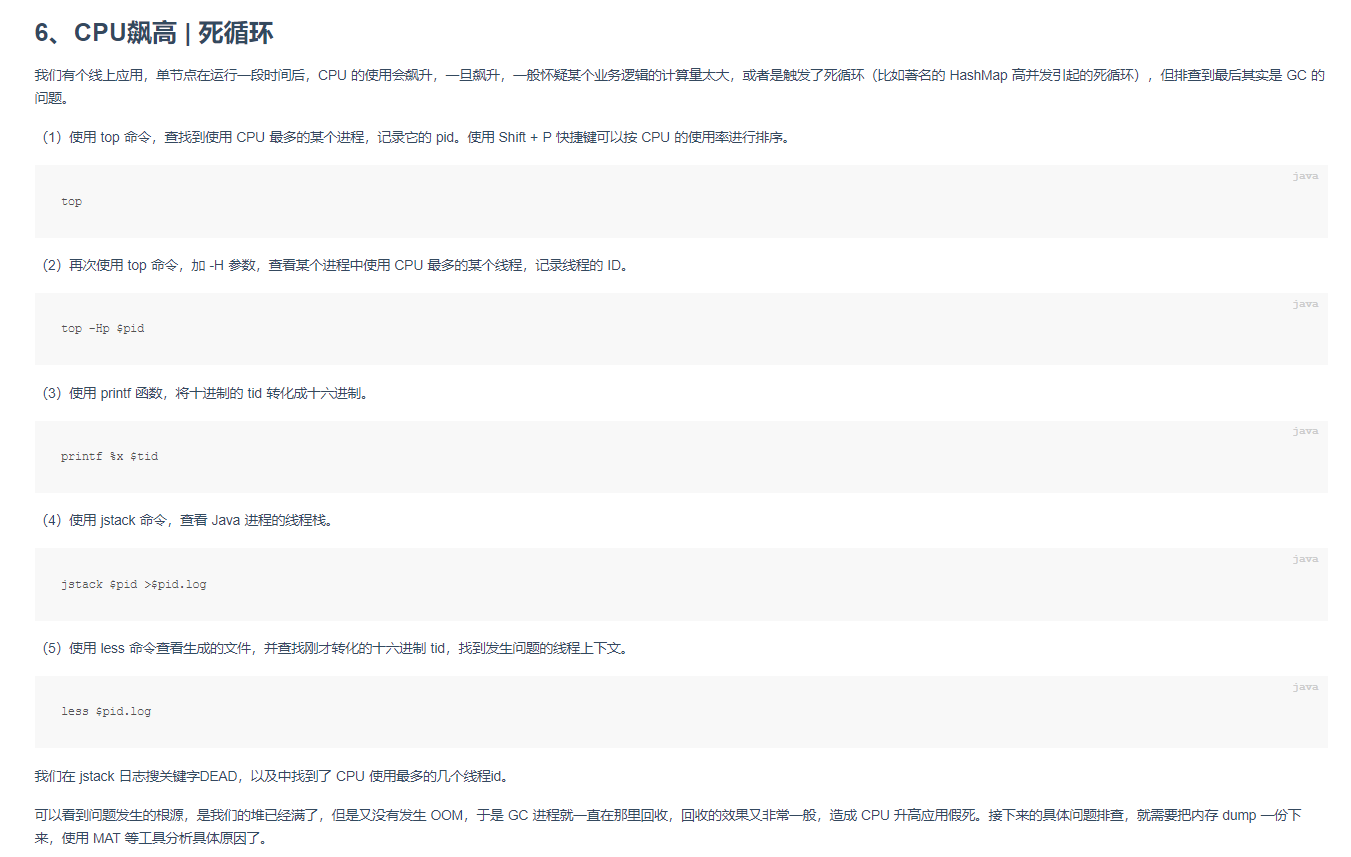 6、CPU飙高 | 死循环
我们有个线上应用，单节点在运行一段时间后，CPU 的使用会飙升，一旦飙升，一般怀疑某个业务逻辑的计算量太大，或者是触发了死循环（比如著名的 HashMap 高并发引起的死循环），但排查到最后其实是 GC 的
问题。
（1）使用 top 命令，查找到使用 CPU 最多的某个进程，记录它的 pid。使用 Shift + P 快捷键可以按 CPU 的使用率进行排序。
java
top
（2）再次使用 top 命令，加 -H 参数，查看某个进程中使用 CPU 最多的某个线程，记录线程的 ID。
java
top -Hp $pid
（3）使用 printf 函数，将十进制的 tid 转化成十六进制。
java
printf %x $tid
（4）使用 jstack 命令，查看 Java 进程的线程栈。
java
jstack $pid >$pid.log
（5）使用 less 命令查看生成的文件，并查找刚才转化的十六进制 tid，找到发生问题的线程上下文。
java
less $pid.log
我们在 jstack 日志搜关键字DEAD，以及中找到了 CPU 使用最多的几个线程id。
可以看到问题发生的根源，是我们的堆已经满了，但是又没有发生 OOM，于是 GC 进程就一直在那里回收，回收的效果又非常一般，造成 CPU 升高应用假死。接下来的具体问题排查，就需要把内存 dump 一份下
来，使用 MAT 等工具分析具体原因了。